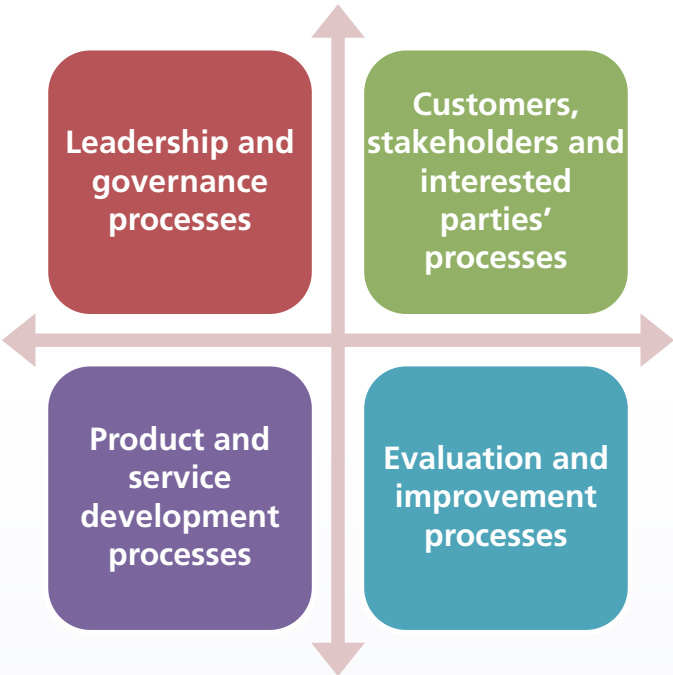 Leadership and
governance
processes
Customers,
stakeholders and
interested
parties’
processes
Product and
service
development
processes
Evaluation and
improvement
processes